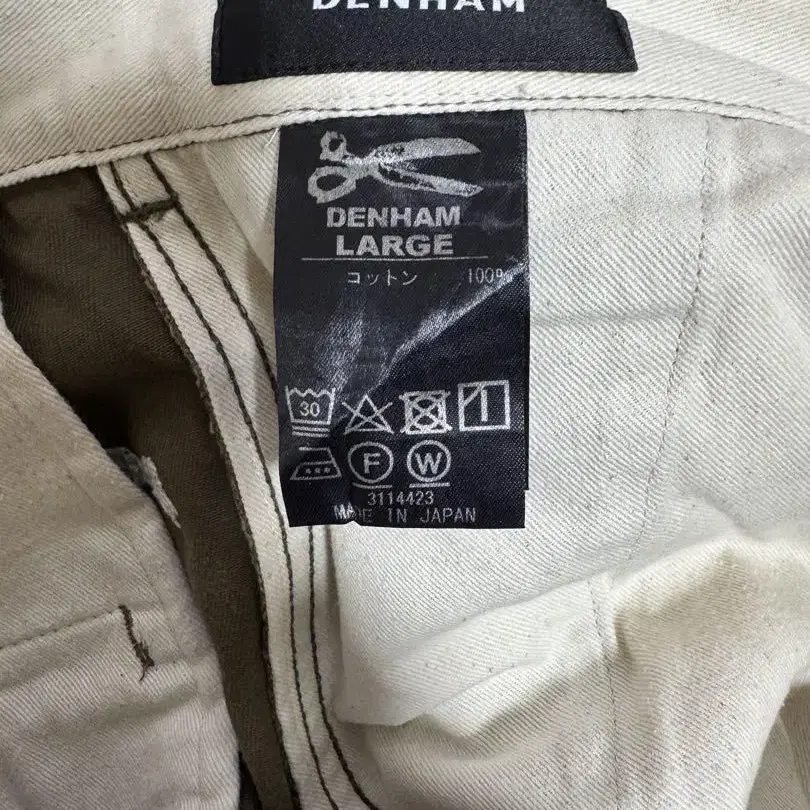 DENHAM
DENHAM
LARGE
コットン 100%
30
F W
3114423
MADE IN JAPAN